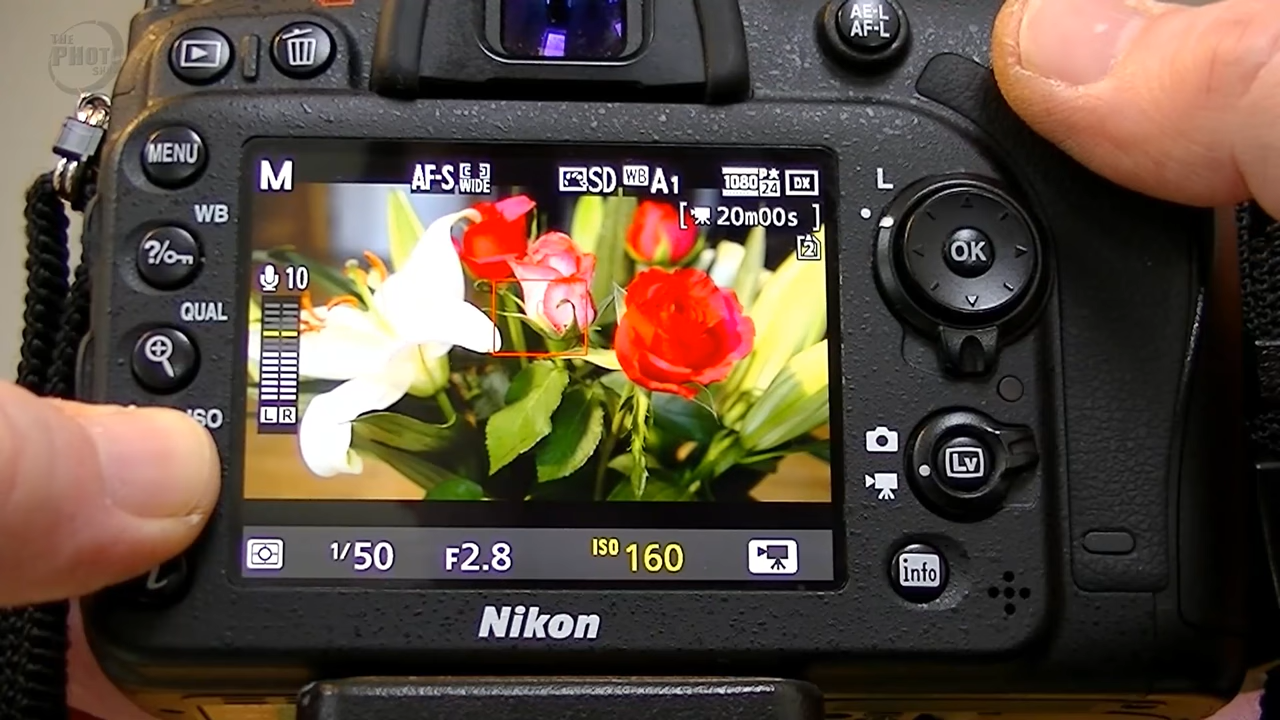 THE
PHOTO
AE-L
AF-L
MENU
WB
?
QUAL
ISO
M
AF-S
WIDE
SD
WB A1
1080 24
DX
[20m00s]
2
10
L R
L
OK
Lv
info
1/50
F2.8
ISO 160
Nikon